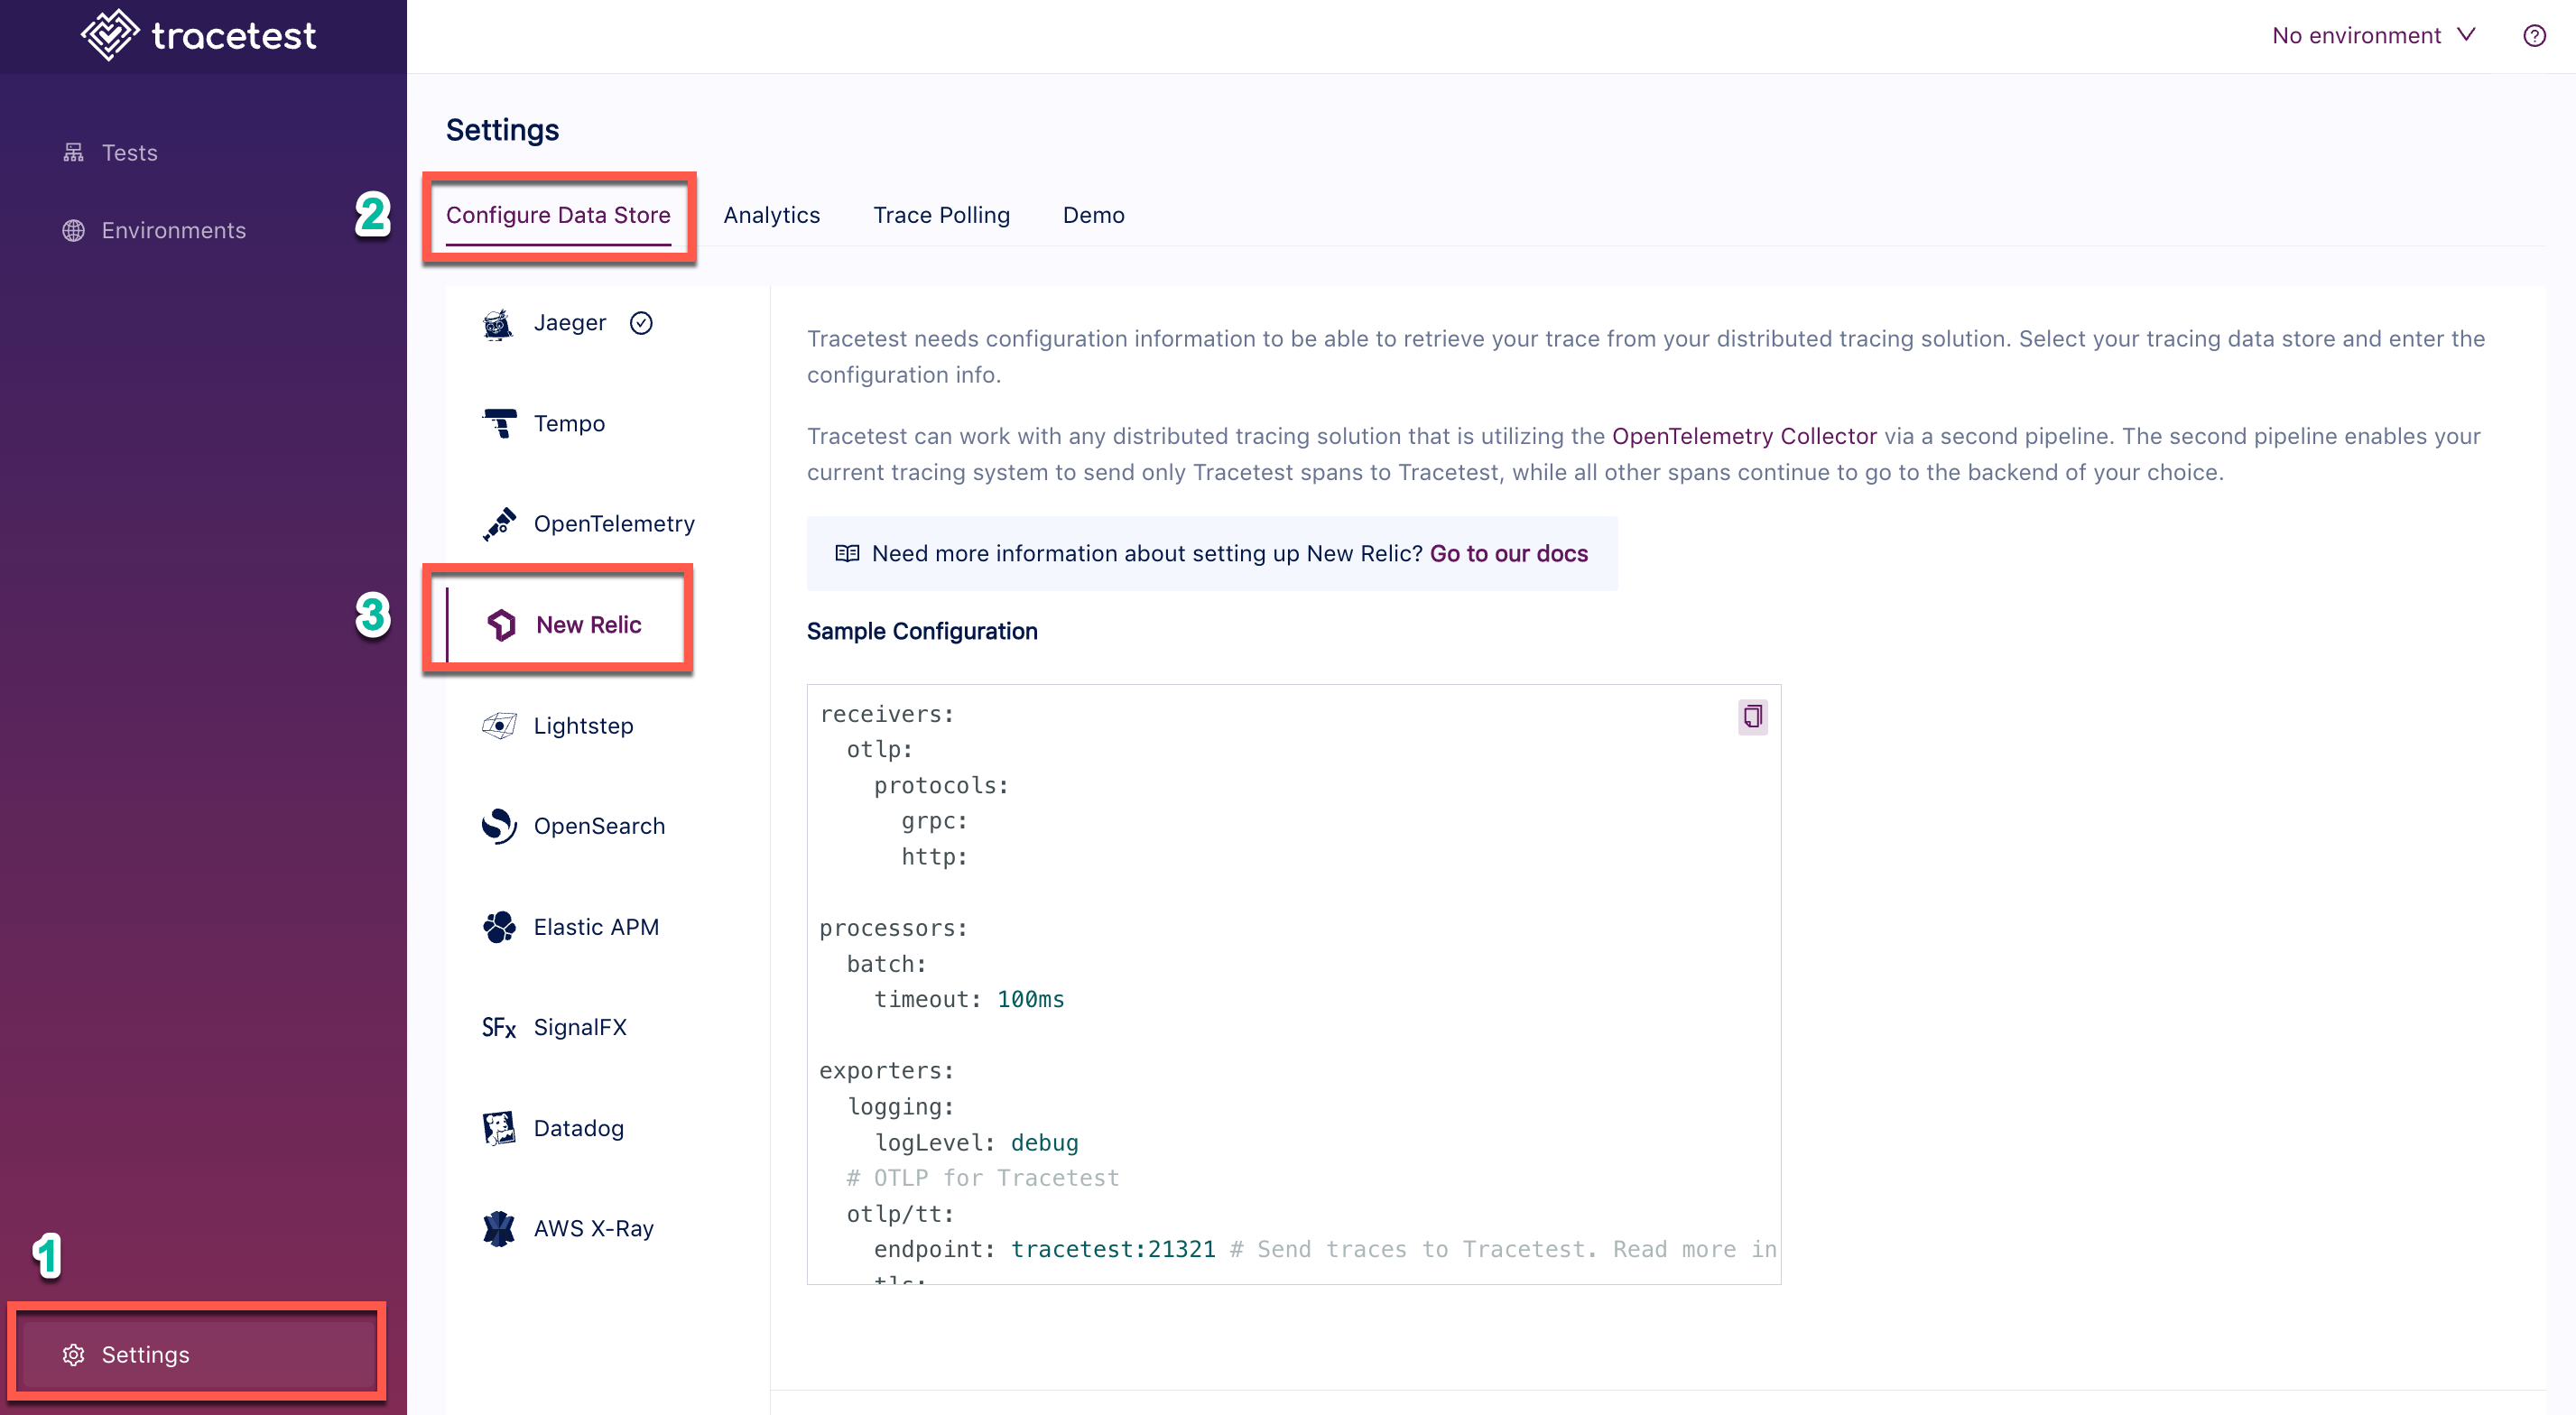 tracetest
No environment
Tests
Environments
1
Settings
Settings
2
Configure Data Store
Analytics
Trace Polling
Demo
Jaeger
Tempo
OpenTelemetry
3
New Relic
Lightstep
OpenSearch
Elastic APM
SFx SignalFX
Datadog
AWS X-Ray
Tracetest needs configuration information to be able to retrieve your trace from your distributed tracing solution. Select your tracing data store and enter the
configuration info.
Tracetest can work with any distributed tracing solution that is utilizing the OpenTelemetry Collector via a second pipeline. The second pipeline enables your
current tracing system to send only Tracetest spans to Tracetest, while all other spans continue to go to the backend of your choice.
Need more information about setting up New Relic? Go to our docs
Sample Configuration
receivers:
  otlp:
    protocols:
      grpc:
      http:
processors:
  batch:
    timeout: 100ms
exporters:
  logging:
    logLevel: debug
  # OTLP for Tracetest
  otlp/tt:
    endpoint: tracetest:21321 # Send traces to Tracetest. Read more in
    tls: